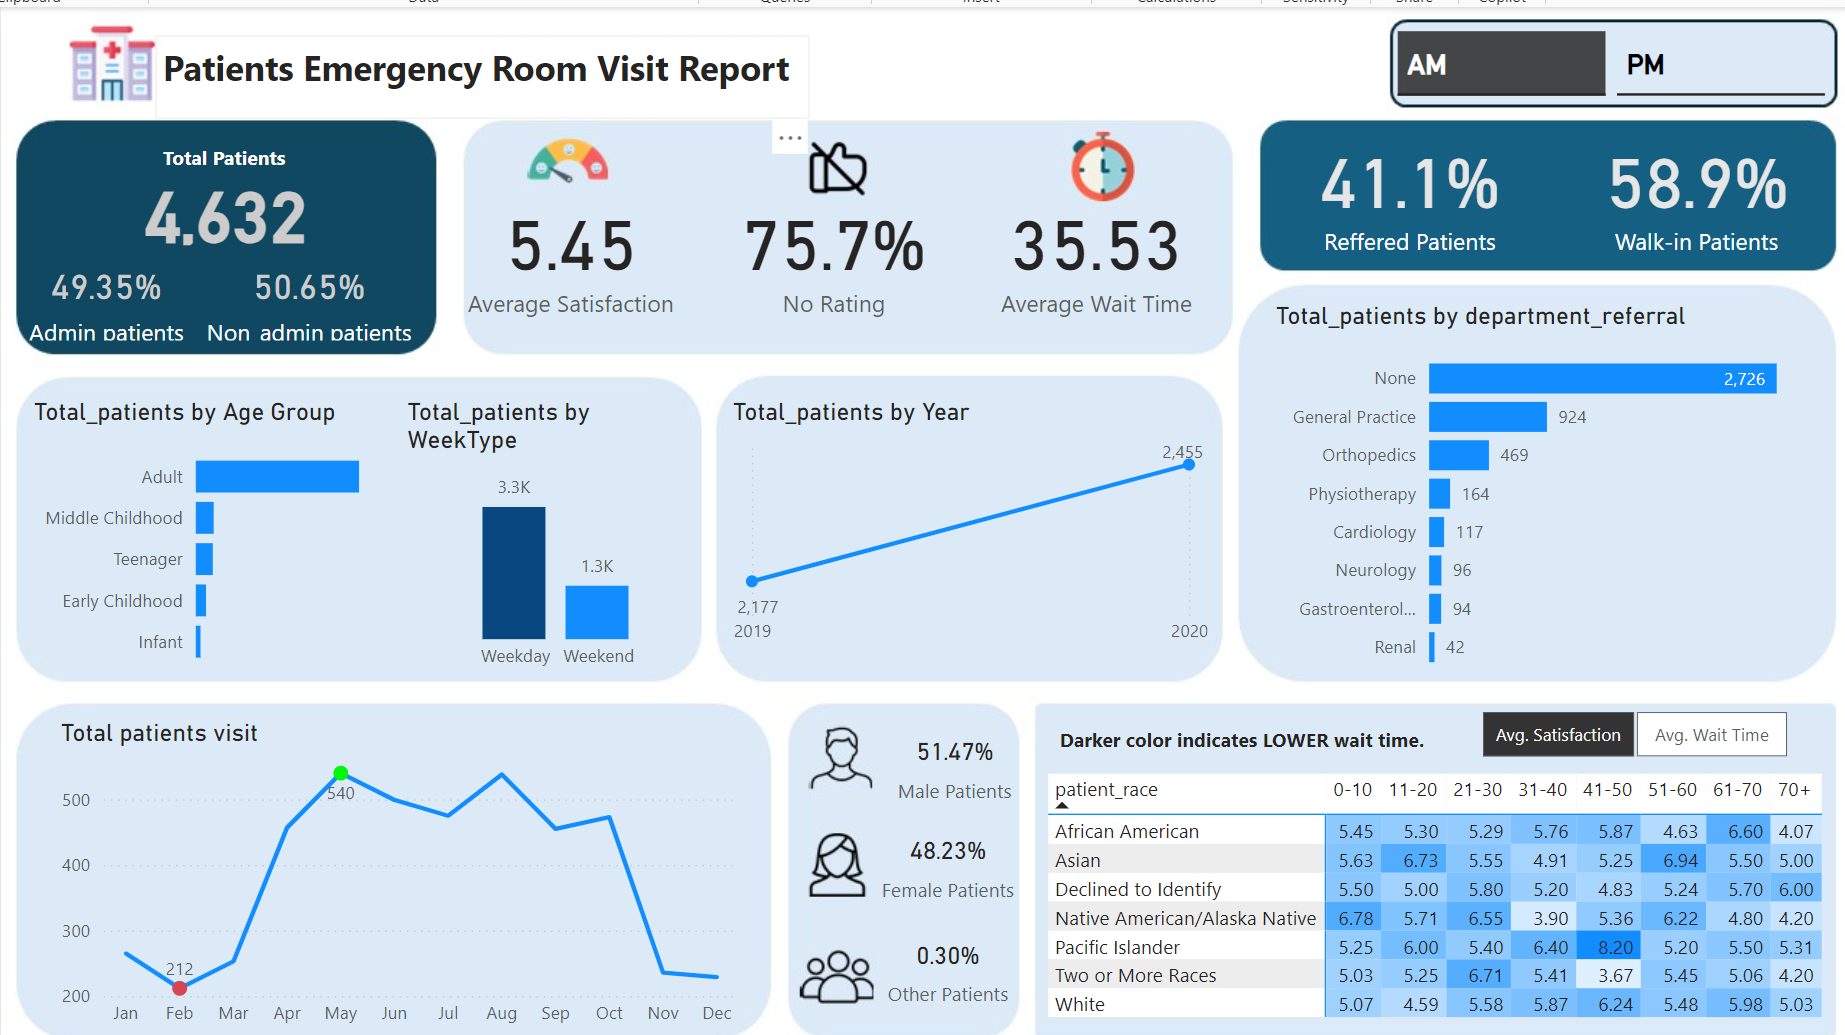 Clipboard Data Queries Insert Calculations Sensitivity Share Copilot
Patients Emergency Room Visit Report
AM PM
Total Patients
4,632
49.35% 50.65%
Admin patients Non admin patients
5.45 75.7% 35.53
Average Satisfaction No Rating Average Wait Time
41.1% 58.9%
Reffered Patients Walk-in Patients
Total_patients by Age Group
Adult
Middle Childhood
Teenager
Early Childhood
Infant
Total_patients by
WeekType
3.3K
1.3K
Weekday Weekend
Total_patients by Year
2,455
2,177
2019 2020
Total_patients by department_referral
None 2,726
General Practice 924
Orthopedics 469
Physiotherapy 164
Cardiology 117
Neurology 96
Gastroenterol... 94
Renal 42
Total patients visit
500
400
300
200
540
212
Jan Feb Mar Apr May Jun Jul Aug Sep Oct Nov Dec
51.47%
Male Patients
48.23%
Female Patients
0.30%
Other Patients
Darker color indicates LOWER wait time.
Avg. Satisfaction Avg. Wait Time
patient_race 0-10 11-20 21-30 31-40 41-50 51-60 61-70 70+
African American 5.45 5.30 5.29 5.76 5.87 4.63 6.60 4.07
Asian 5.63 6.73 5.55 4.91 5.25 6.94 5.50 5.00
Declined to Identify 5.50 5.00 5.80 5.20 4.83 5.24 5.70 6.00
Native American/Alaska Native 6.78 5.71 6.55 3.90 5.36 6.22 4.80 4.20
Pacific Islander 5.25 6.00 5.40 6.40 8.20 5.20 5.50 5.31
Two or More Races 5.03 5.25 6.71 5.41 3.67 5.45 5.06 4.20
White 5.07 4.59 5.58 5.87 6.24 5.48 5.98 5.03